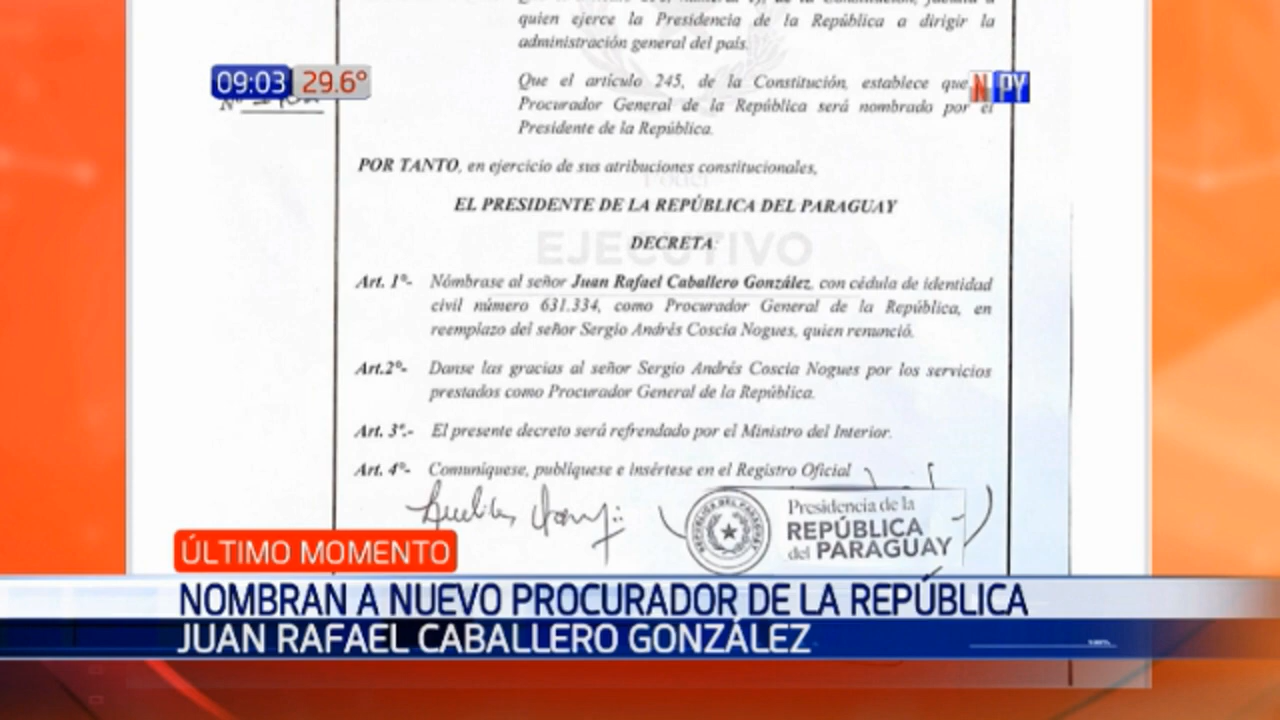 quien ejerce la Presidencia de la República a dirigir la
administración general del país.
09:03 29.6°
Que el artículo 245, de la Constitución, establece que
NPY
Nº
Procurador General de la República será nombrado por el
Presidente de la República.
POR TANTO, en ejercicio de sus atribuciones constitucionales,
Poder
EL PRESIDENTE DE LA REPÚBLICA DEL PARAGUAY
EJECUTIVO
DECRETA:
Art. 1º- Nómbrase al señor Juan Rafael Caballero González, con cédula de identidad
civil número 631.334, como Procurador General de la República, en
reemplazo del señor Sergio Andrés Coscia Nogues, quien renunció.
Art.2º- Danse las gracias al señor Sergio Andrés Coscia Nogues por los servicios
prestados como Procurador General de la República.
Art. 3º.- El presente decreto será refrendado por el Ministro del Interior.
Art. 4º- Comuníquese, publíquese e insértese en el Registro Oficial
REPÚBLICA DEL PARAGUAY
Presidencia de la
REPÚBLICA
del PARAGUAY
ÚLTIMO MOMENTO
NOMBRAN A NUEVO PROCURADOR DE LA REPÚBLICA
JUAN RAFAEL CABALLERO GONZÁLEZ